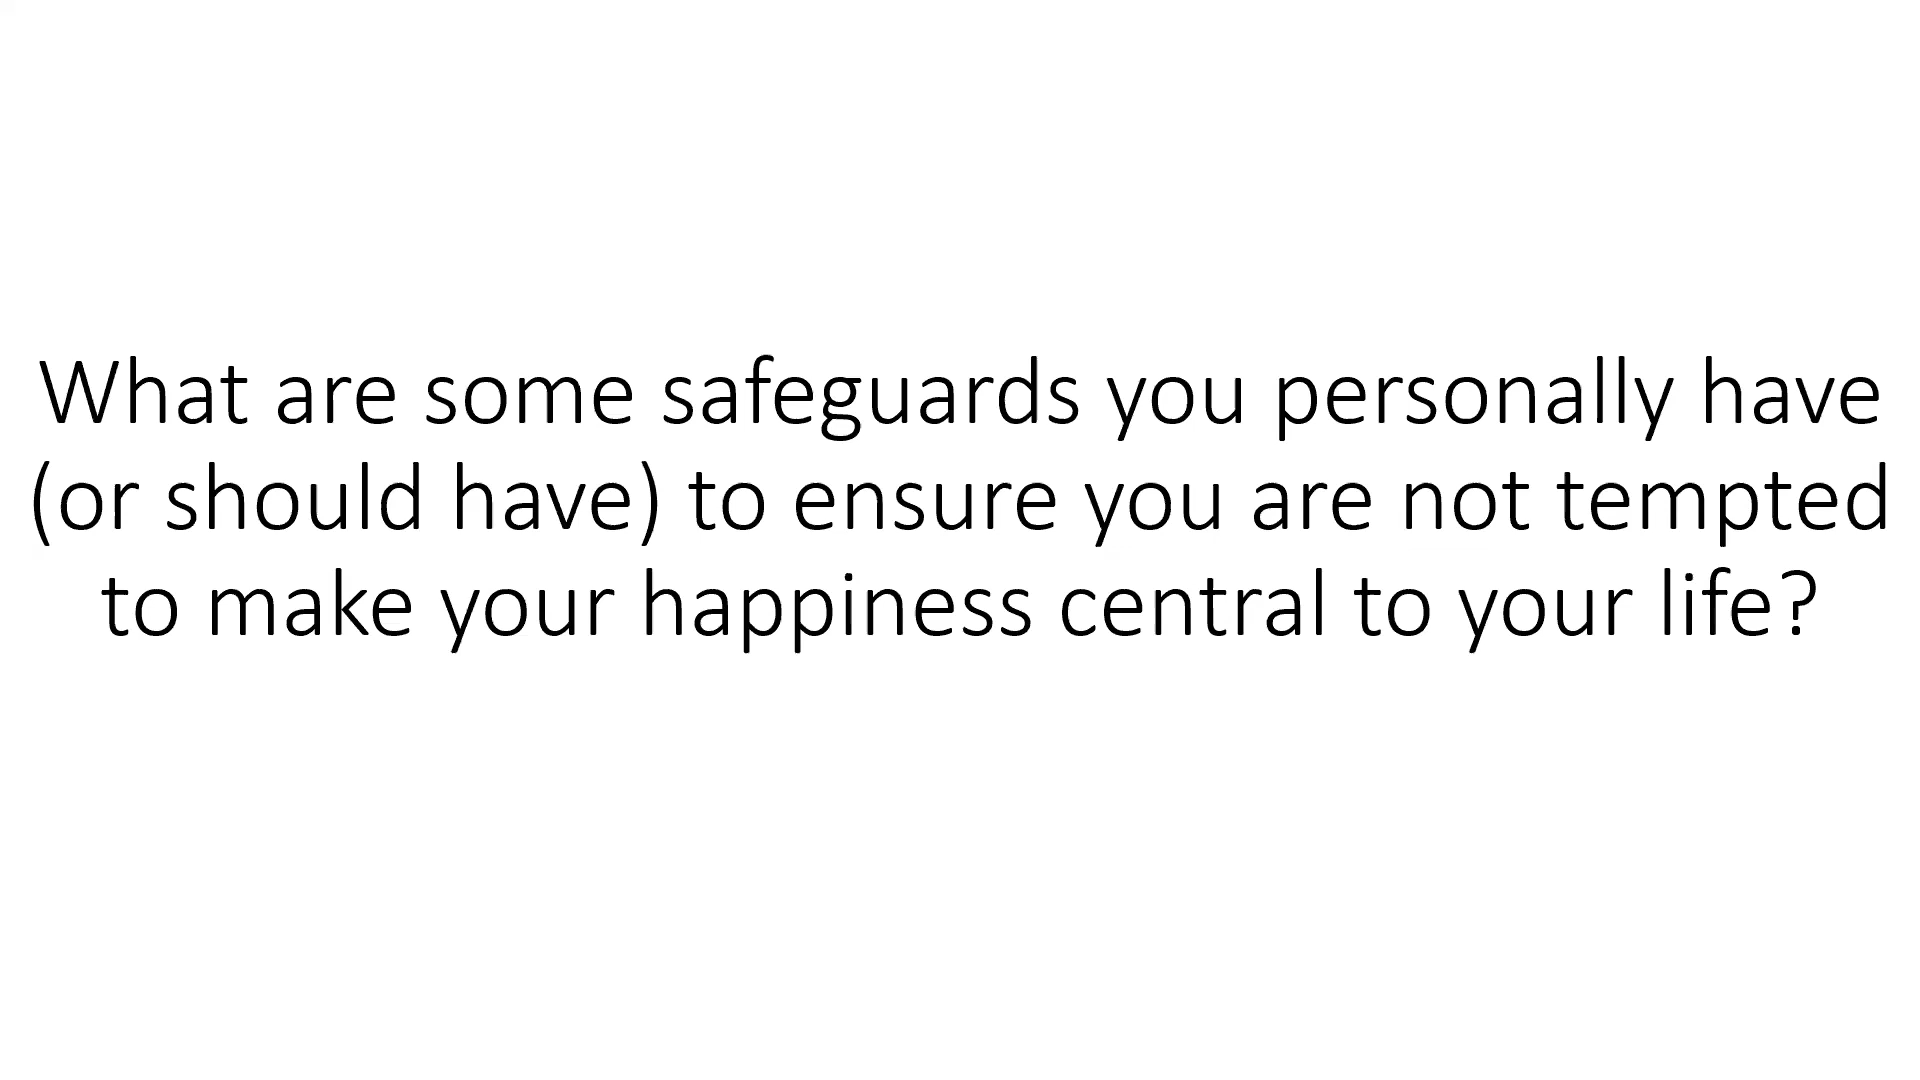 What are some safeguards you personally have
(or should have) to ensure you are not tempted
to make your happiness central to your life?